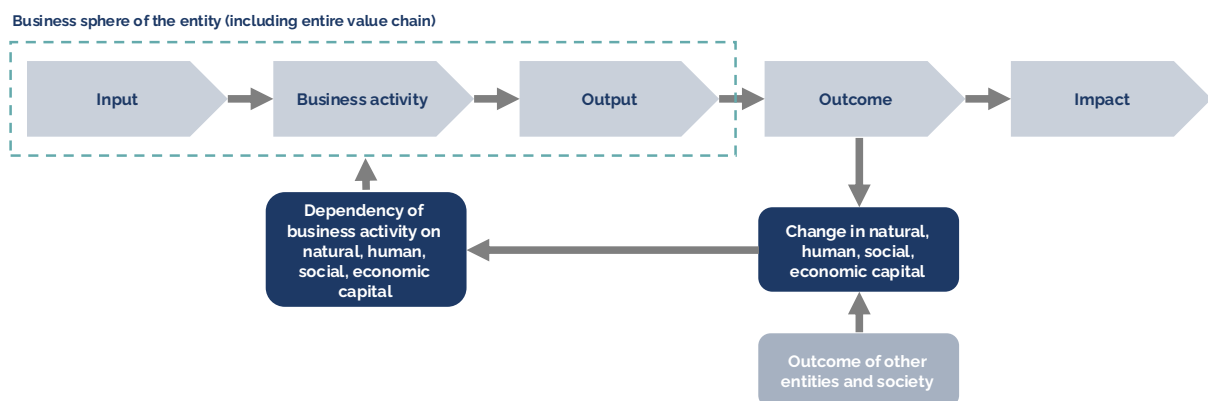 Business sphere of the entity (including entire value chain)
Input
Business activity
Output
Outcome
Impact
Dependency of
business activity on
natural, human,
social, economic
capital
Change in natural,
human, social,
economic capital
Outcome of other
entities and society